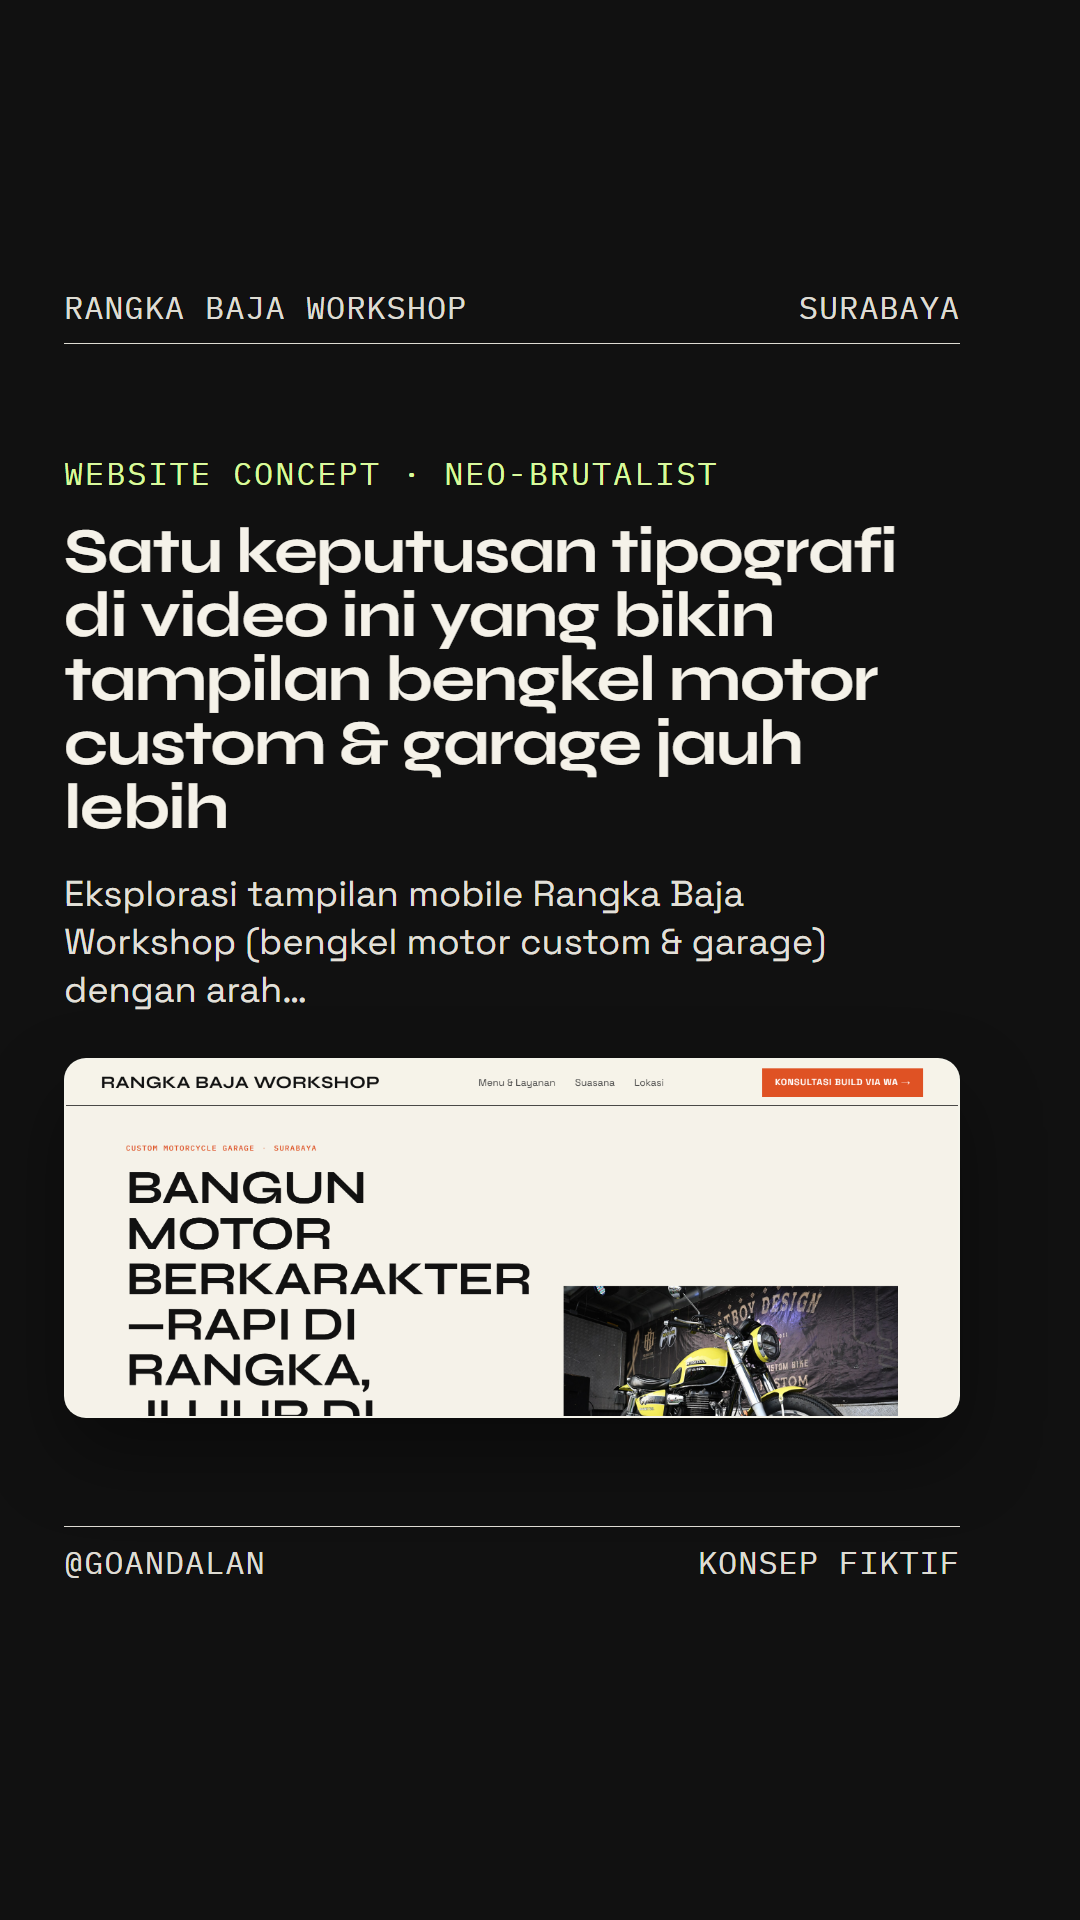 RANGKA BAJA WORKSHOP SURABAYA
WEBSITE CONCEPT · NEO-BRUTALIST
Satu keputusan tipografi
di video ini yang bikin
tampilan bengkel motor
custom & garage jauh
lebih
Eksplorasi tampilan mobile Rangka Baja
Workshop (bengkel motor custom & garage)
dengan arah...
RANGKA BAJA WORKSHOP Menu & Layanan Suasana Lokasi KONSULTASI BUILD VIA WA →
CUSTOM MOTORCYCLE GARAGE · SURABAYA
BANGUN
MOTOR
BERKARAKTER
—RAPI DI
RANGKA,
JUJUR DI
DESIGN
@GOANDALAN KONSEP FIKTIF